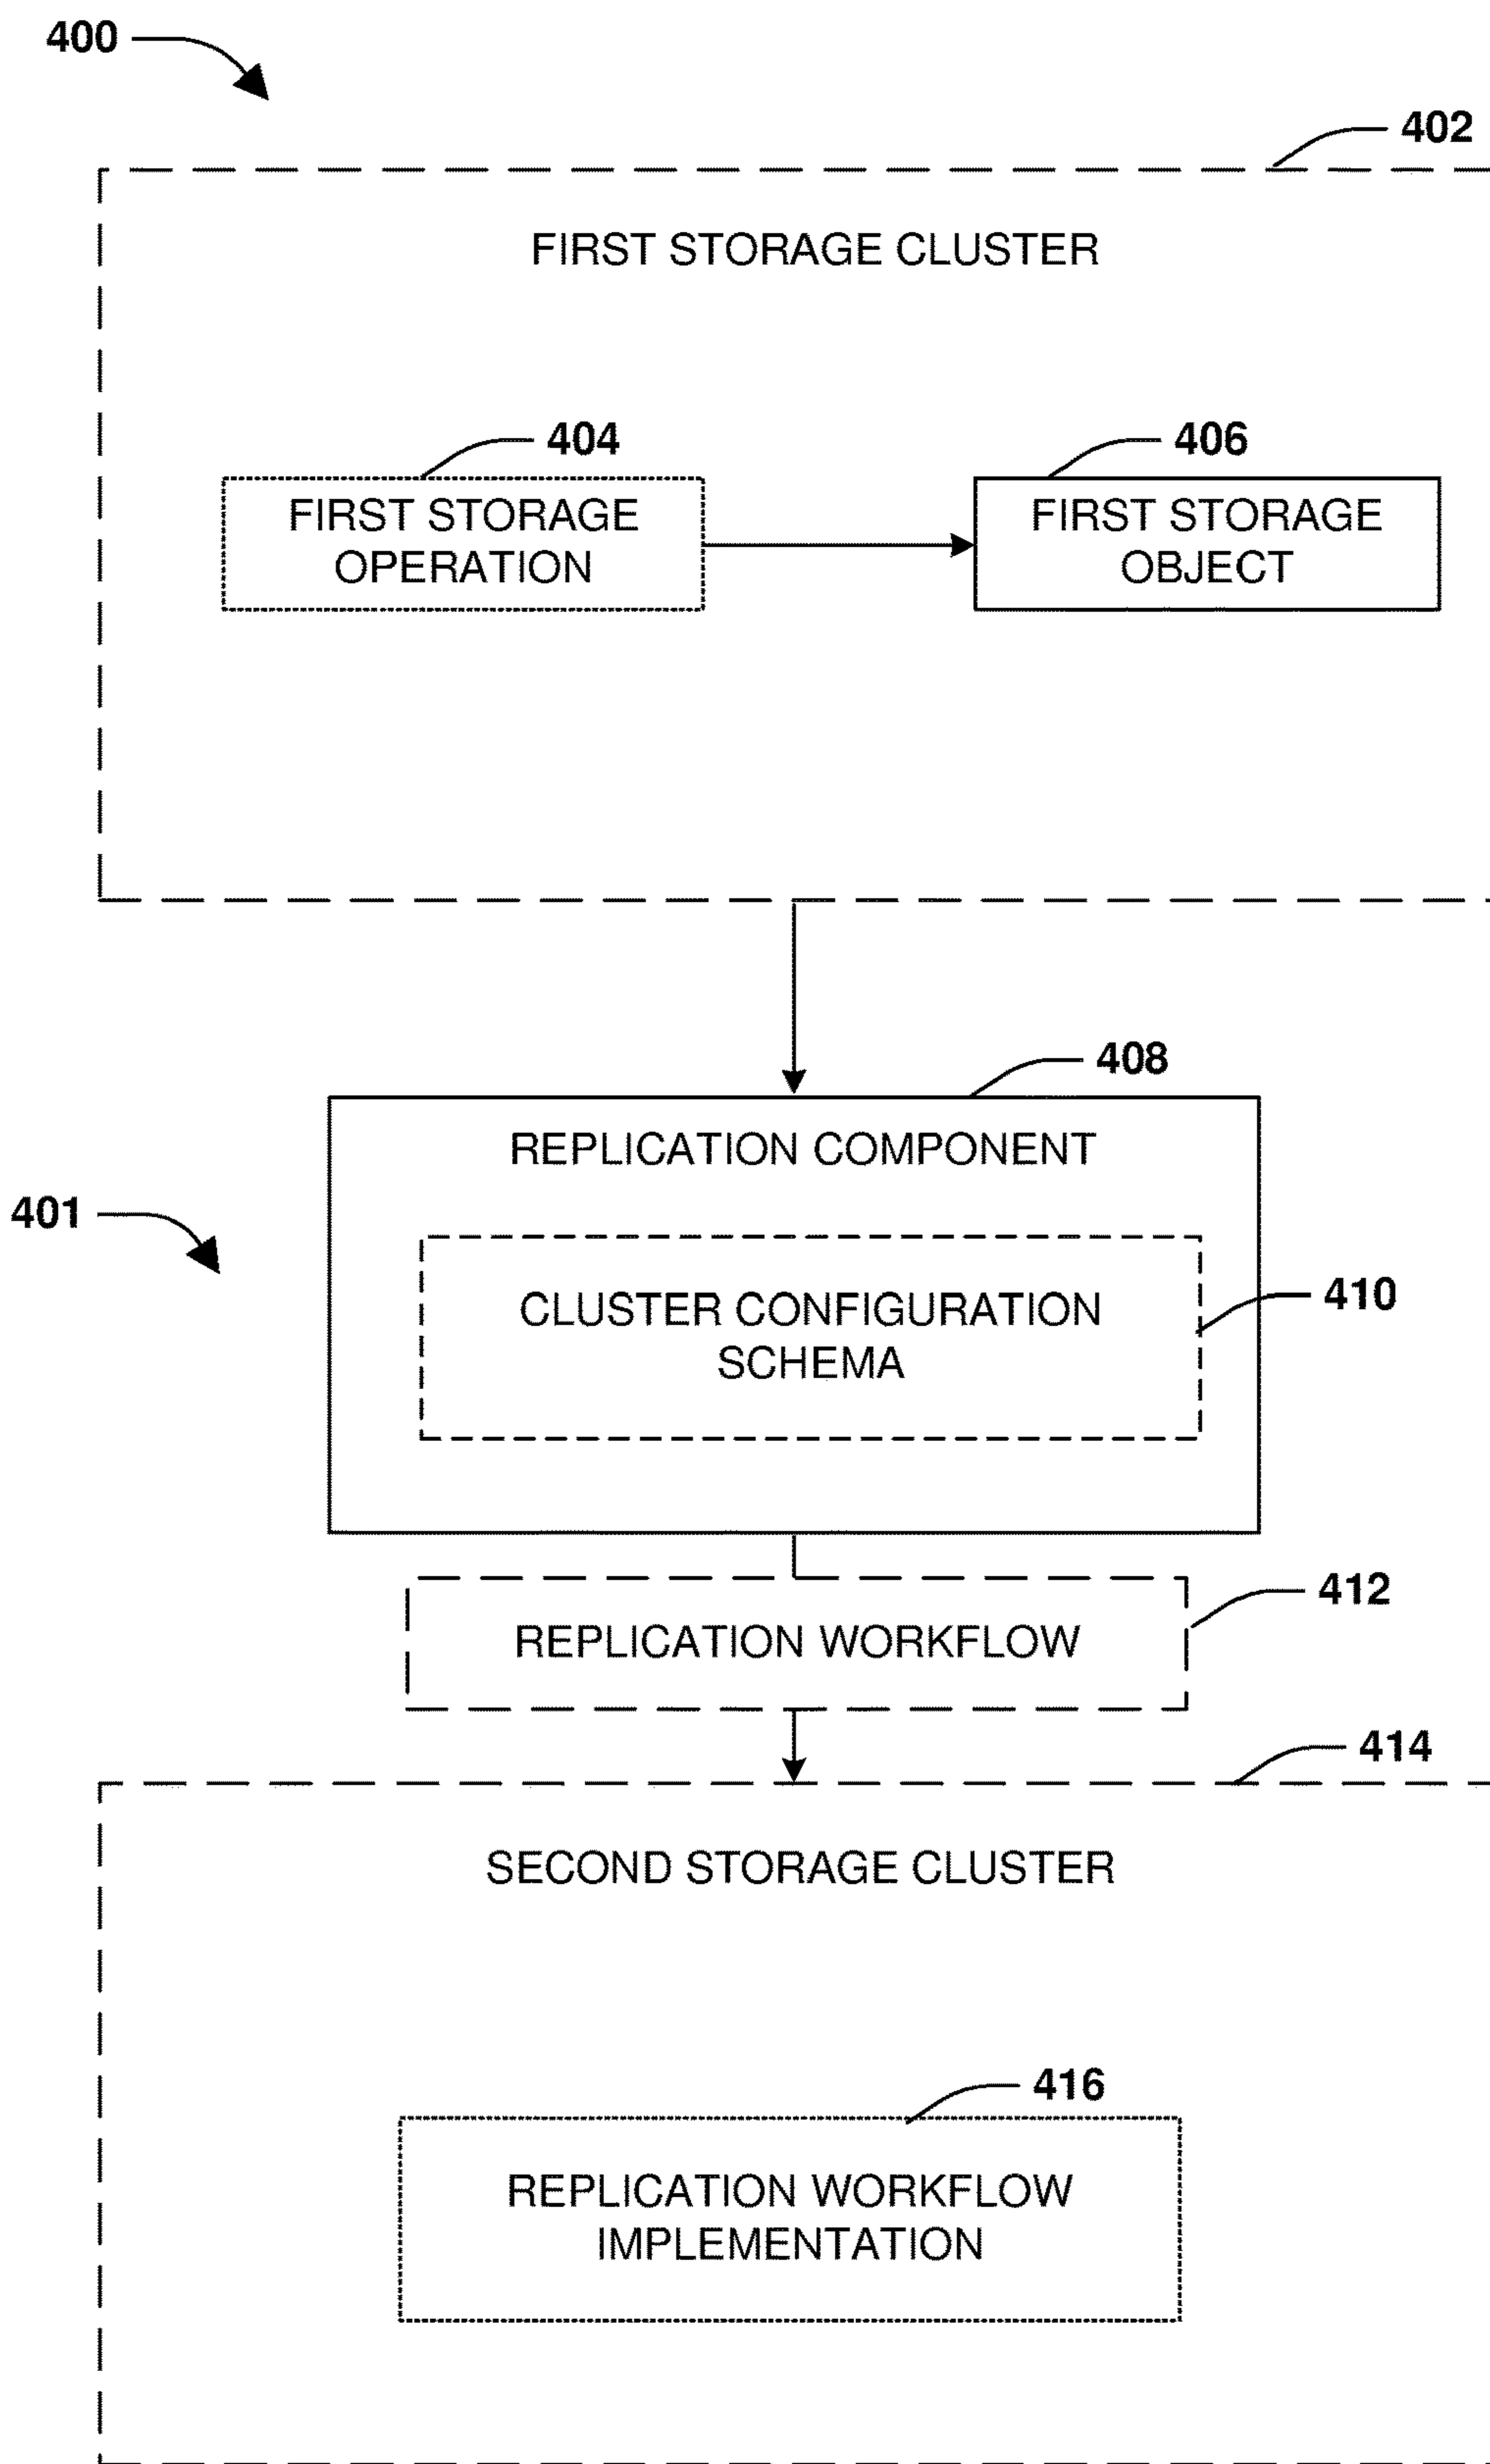 400
402
FIRST STORAGE CLUSTER
404
406
FIRST STORAGE
OPERATION
FIRST STORAGE
OBJECT
408
REPLICATION COMPONENT
401
410
CLUSTER CONFIGURATION
SCHEMA
412
REPLICATION WORKFLOW
414
SECOND STORAGE CLUSTER
416
REPLICATION WORKFLOW
IMPLEMENTATION